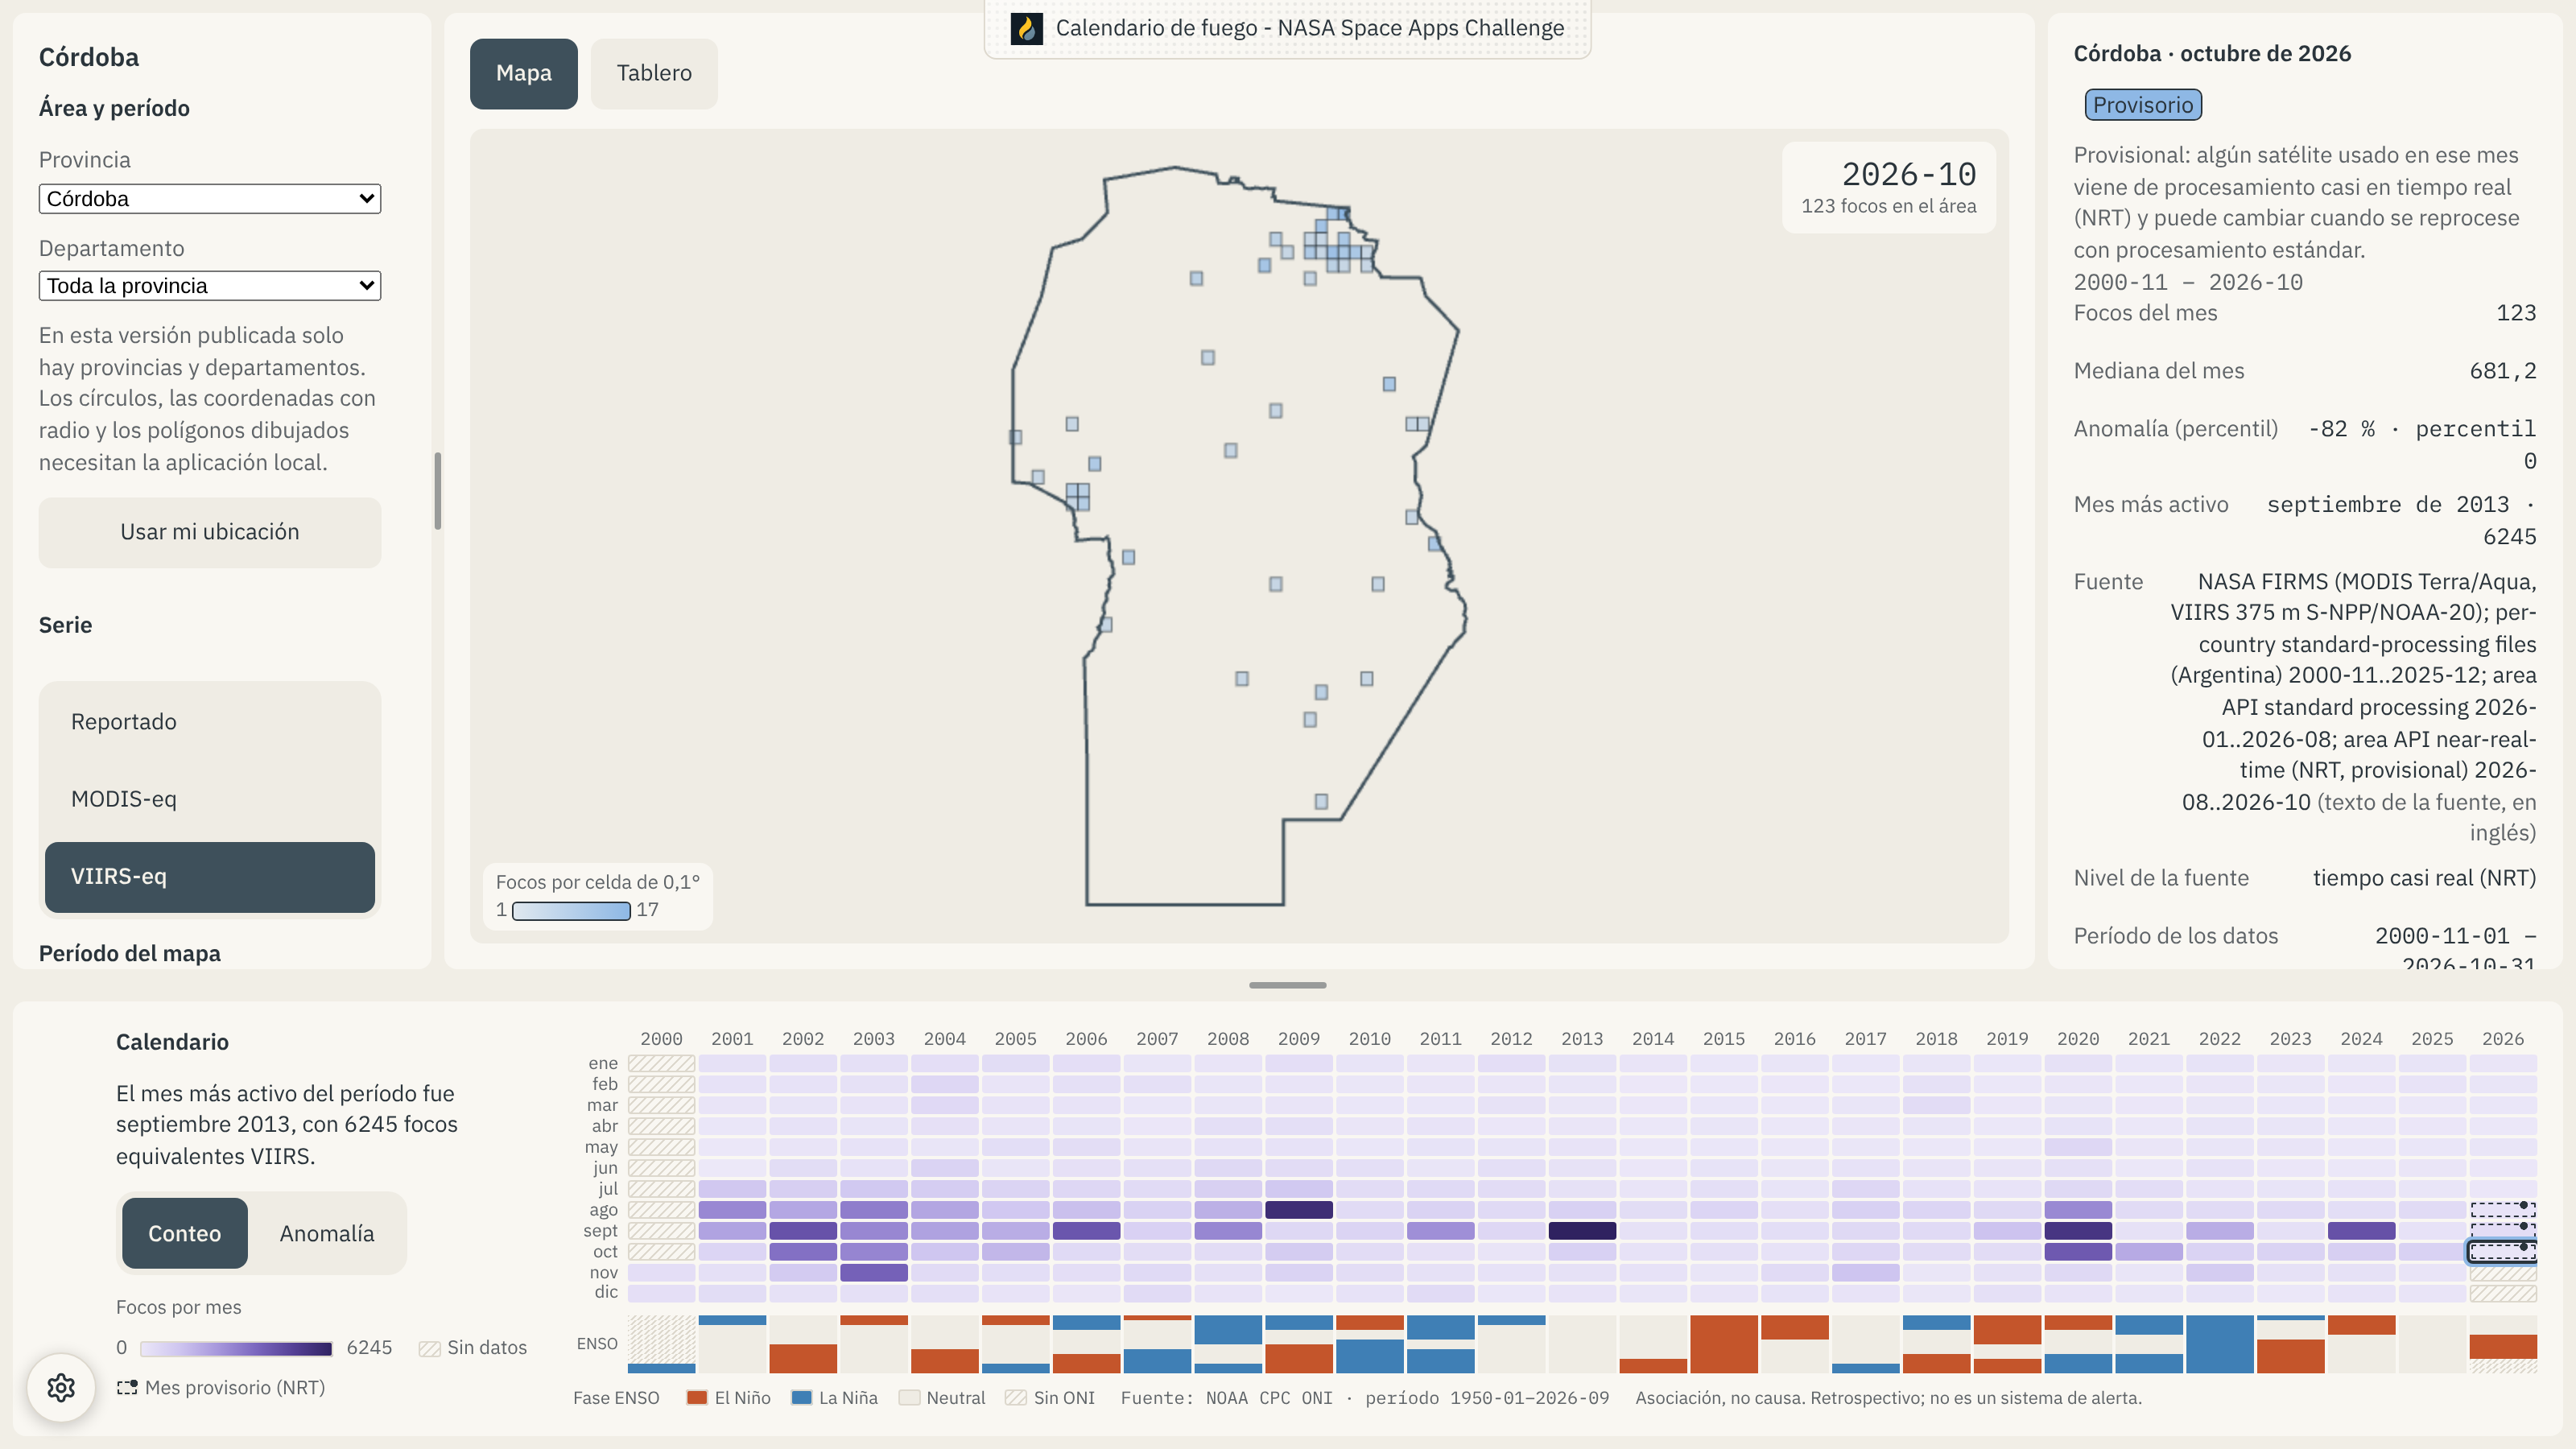 Calendario de fuego - NASA Space Apps Challenge
Córdoba
Área y período
Provincia
Córdoba
Departamento
Toda la provincia
En esta versión publicada solo
hay provincias y departamentos.
Los círculos, las coordenadas con
radio y los polígonos dibujados
necesitan la aplicación local.
Usar mi ubicación
Serie
Reportado
MODIS-eq
VIIRS-eq
Período del mapa
Mapa
Tablero
2026-10
123 focos en el área
Focos por celda de 0,1°
1 17
Córdoba · octubre de 2026
Provisorio
Provisional: algún satélite usado en ese mes
viene de procesamiento casi en tiempo real
(NRT) y puede cambiar cuando se reprocese
con procesamiento estándar.
2000-11 – 2026-10
Focos del mes 123
Mediana del mes 681,2
Anomalía (percentil) -82 % · percentil
0
Mes más activo septiembre de 2013 ·
6245
Fuente NASA FIRMS (MODIS Terra/Aqua,
VIIRS 375 m S-NPP/NOAA-20); per-
country standard-processing files
(Argentina) 2000-11..2025-12; area
API standard processing 2026-
01..2026-08; area API near-real-
time (NRT, provisional) 2026-
08..2026-10 (texto de la fuente, en
inglés)
Nivel de la fuente tiempo casi real (NRT)
Período de los datos 2000-11-01 –
2026-10-31
Calendario
El mes más activo del período fue
septiembre 2013, con 6245 focos
equivalentes VIIRS.
Conteo
Anomalía
Focos por mes
0 6245 Sin datos
Mes provisorio (NRT)
2000 2001 2002 2003 2004 2005 2006 2007 2008 2009 2010 2011 2012 2013 2014 2015 2016 2017 2018 2019 2020 2021 2022 2023 2024 2025 2026
ene
feb
mar
abr
may
jun
jul
ago
sept
oct
nov
dic
ENSO
Fase ENSO El Niño La Niña Neutral Sin ONI Fuente: NOAA CPC ONI · período 1950-01–2026-09 Asociación, no causa. Retrospectivo; no es un sistema de alerta.